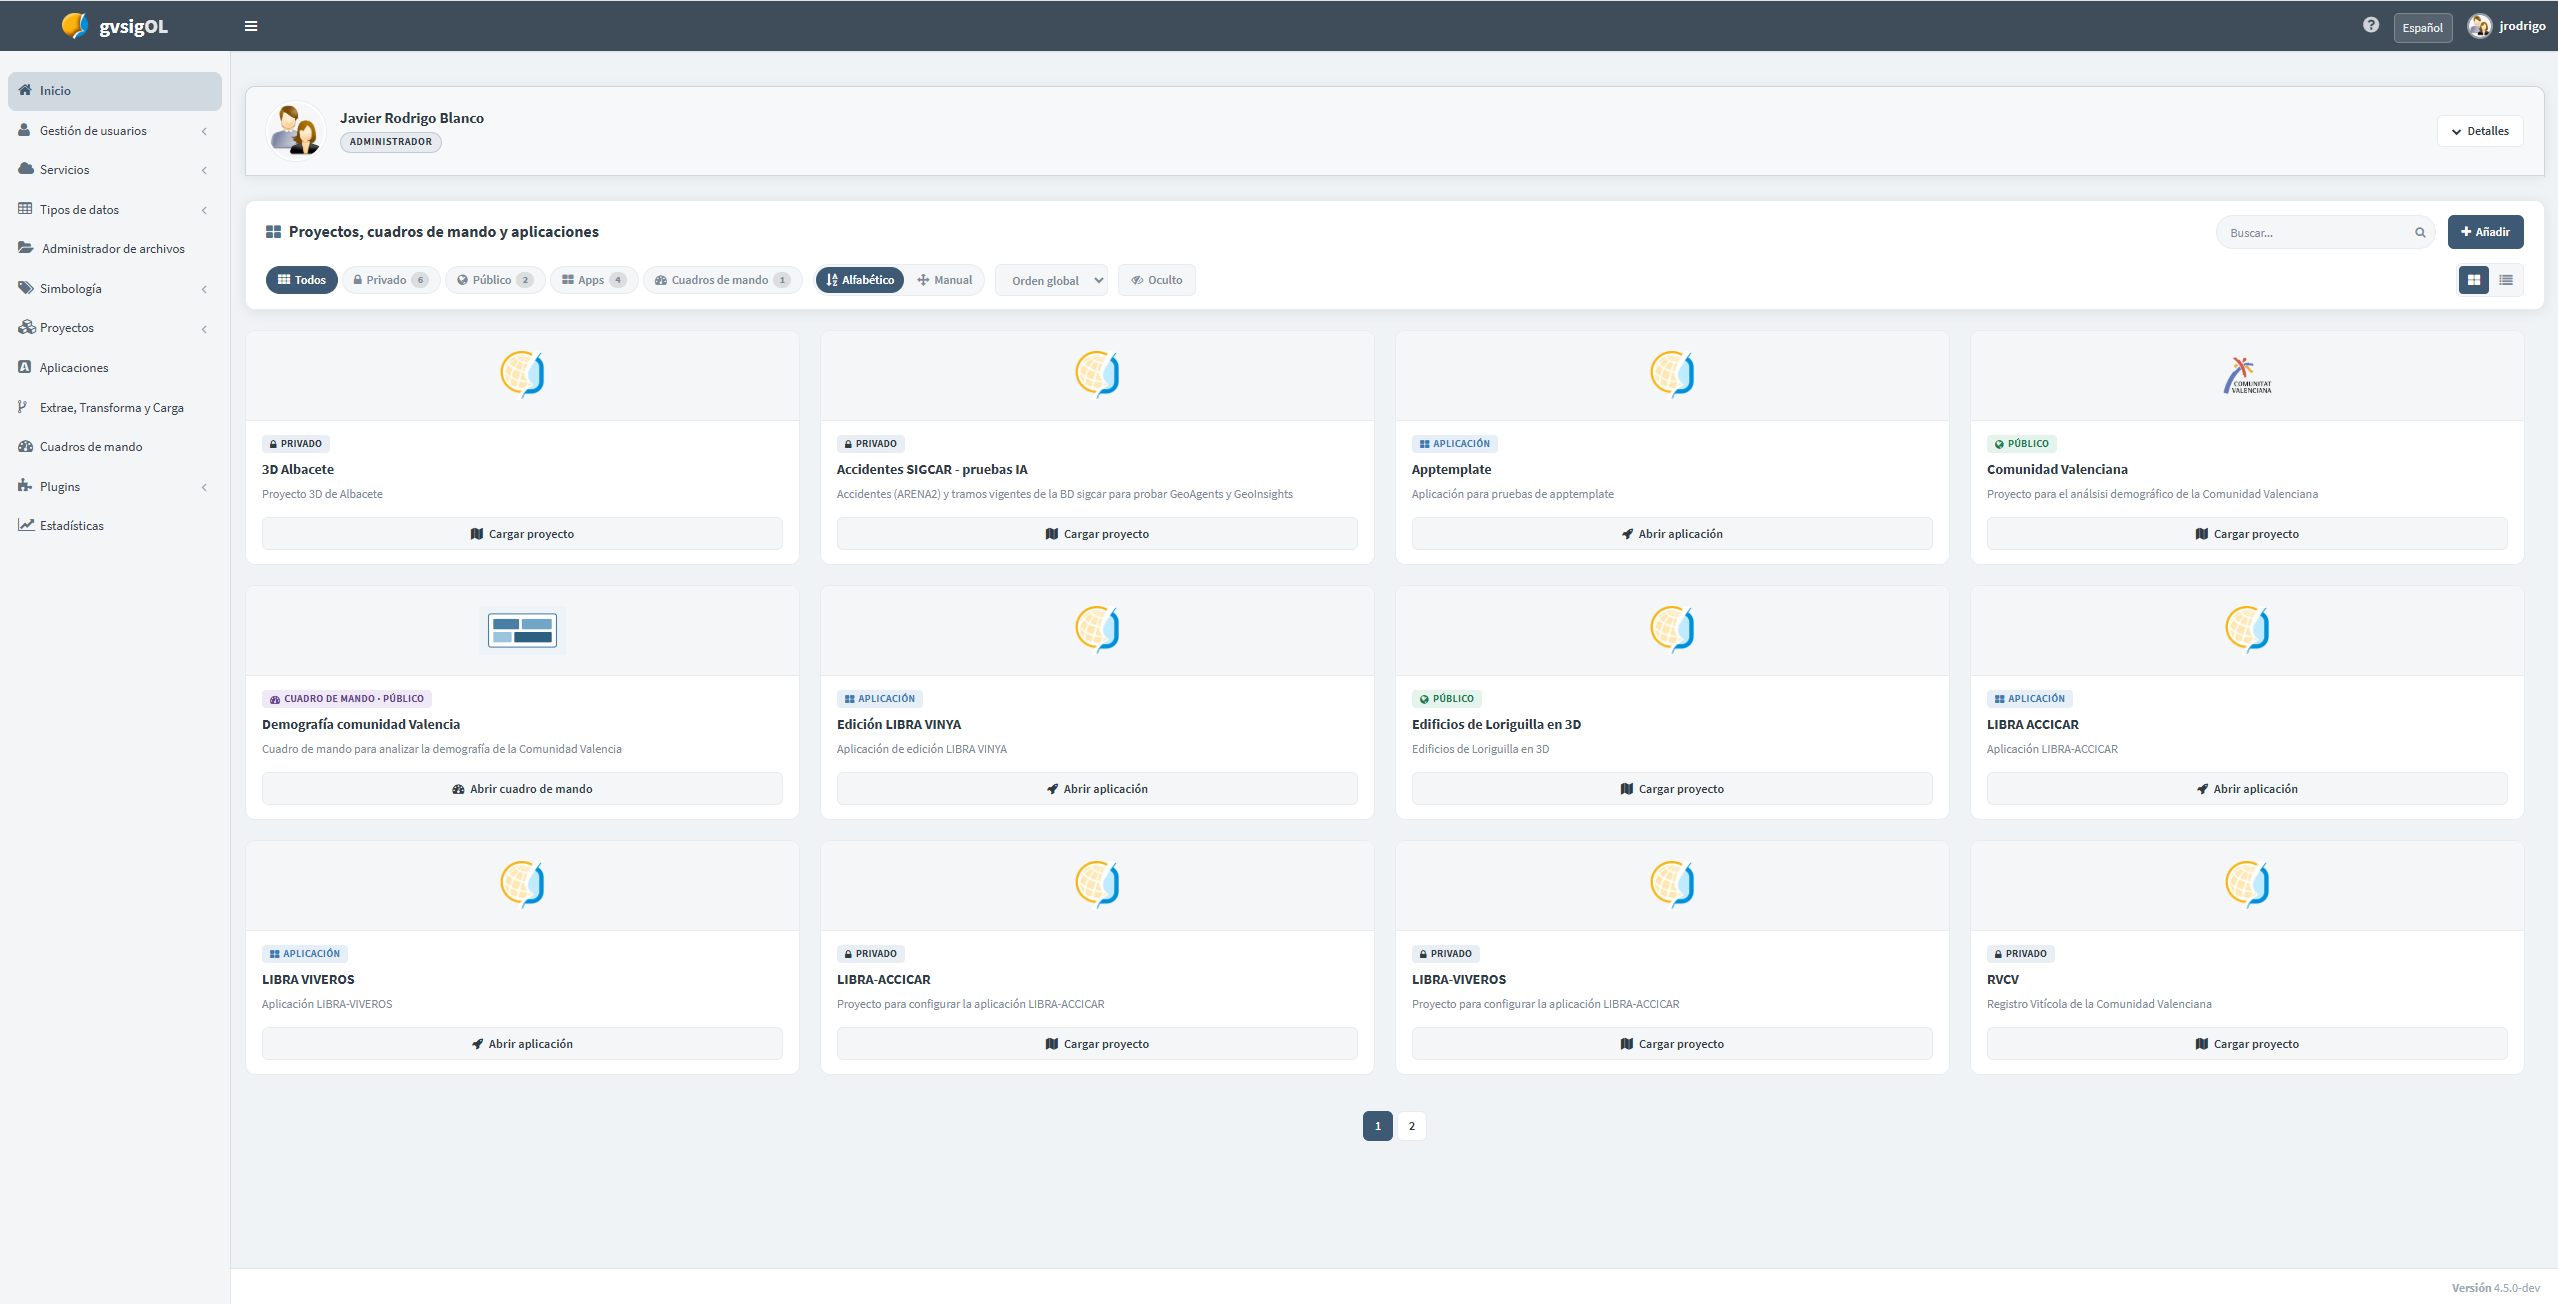 gvsigOL
Español
jrodrigo
Inicio
Gestión de usuarios
Servicios
Tipos de datos
Administrador de archivos
Simbología
Proyectos
Aplicaciones
Extrae, Transforma y Carga
Cuadros de mando
Plugins
Estadísticas
Javier Rodrigo Blanco
ADMINISTRADOR
Detalles
Proyectos, cuadros de mando y aplicaciones
Buscar...
Añadir
Todos
Privado 6
Público 2
Apps 4
Cuadros de mando 1
Alfabético
Manual
Orden global
Oculto
PRIVADO
3D Albacete
Proyecto 3D de Albacete
Cargar proyecto
PRIVADO
Accidentes SIGCAR - pruebas IA
Accidentes (ARENA2) y tramos vigentes de la BD sigcar para probar GeoAgents y GeoInsights
Cargar proyecto
APLICACIÓN
Apptemplate
Aplicación para pruebas de apptemplate
Abrir aplicación
COMUNITAT
VALENCIANA
PÚBLICO
Comunidad Valenciana
Proyecto para el análsisi demográfico de la Comunidad Valenciana
Cargar proyecto
CUADRO DE MANDO · PÚBLICO
Demografía comunidad Valencia
Cuadro de mando para analizar la demografía de la Comunidad Valencia
Abrir cuadro de mando
APLICACIÓN
Edición LIBRA VINYA
Aplicación de edición LIBRA VINYA
Abrir aplicación
PÚBLICO
Edificios de Loriguilla en 3D
Edificios de Loriguilla en 3D
Cargar proyecto
APLICACIÓN
LIBRA ACCICAR
Aplicación LIBRA-ACCICAR
Abrir aplicación
APLICACIÓN
LIBRA VIVEROS
Aplicación LIBRA-VIVEROS
Abrir aplicación
PRIVADO
LIBRA-ACCICAR
Proyecto para configurar la aplicación LIBRA-ACCICAR
Cargar proyecto
PRIVADO
LIBRA-VIVEROS
Proyecto para configurar la aplicación LIBRA-ACCICAR
Cargar proyecto
PRIVADO
RVCV
Registro Vitícola de la Comunidad Valenciana
Cargar proyecto
1
2
Versión 4.5.0-dev